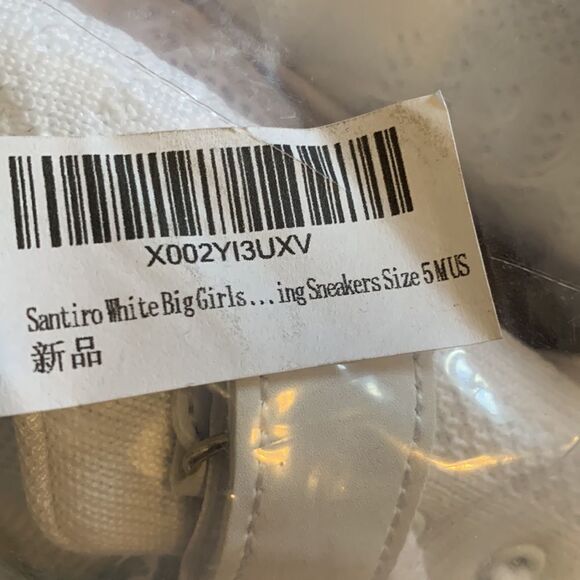 X002YI3UXV
Santiro White Big Girls...ing Sneakers Size 5 M US
新品